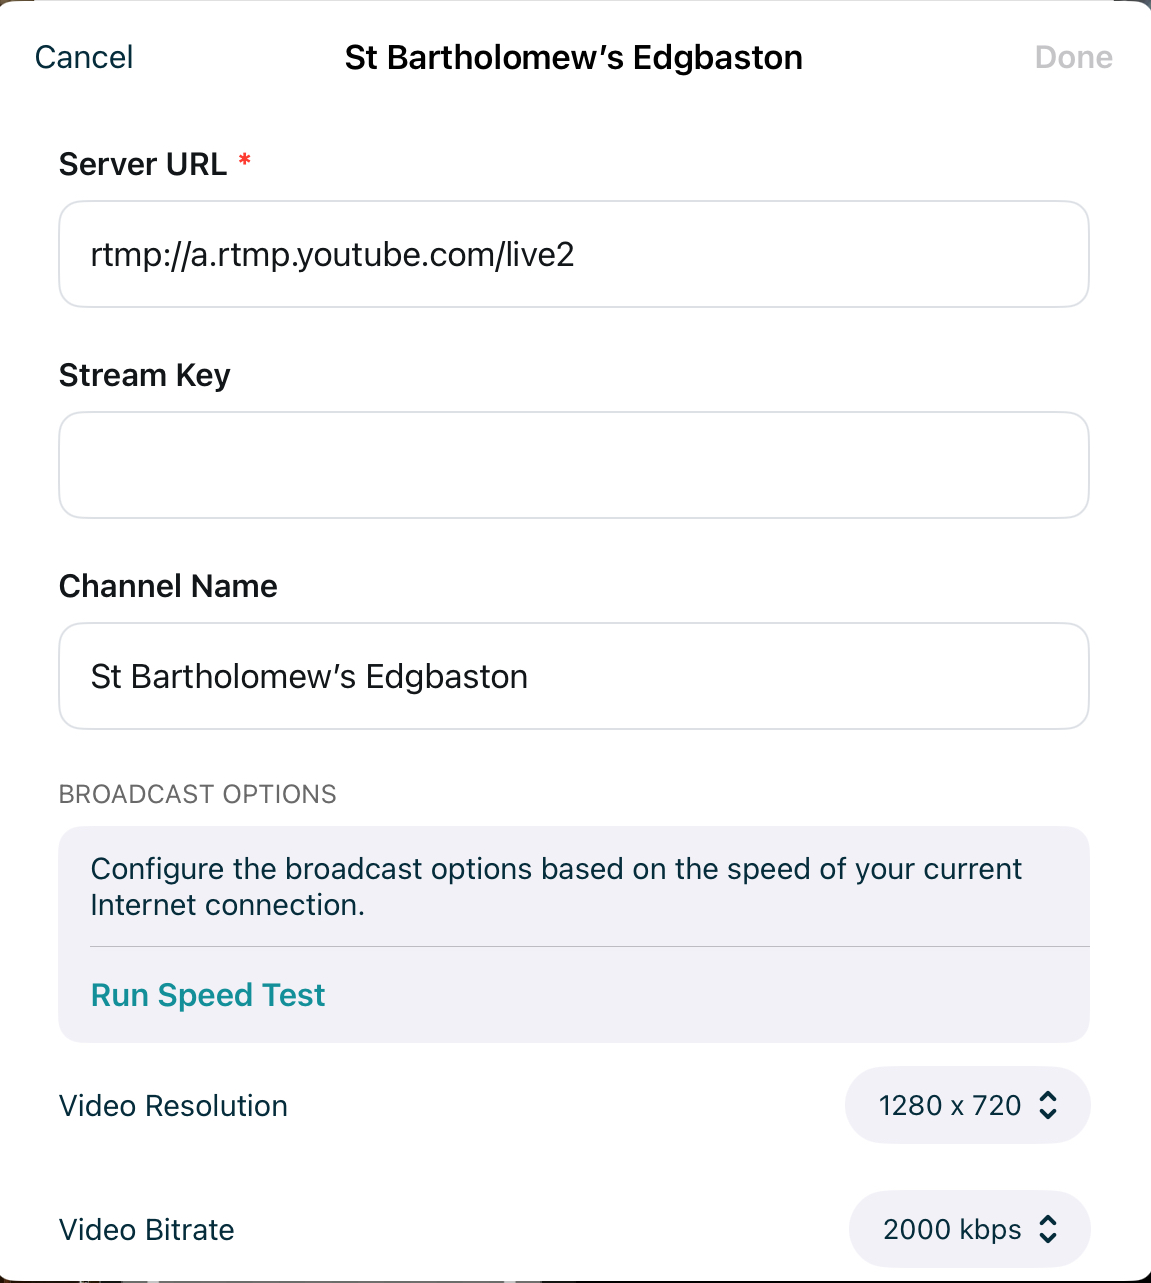 Cancel
St Bartholomew’s Edgbaston
Done
Server URL *
rtmp://a.rtmp.youtube.com/live2
Stream Key
Channel Name
St Bartholomew’s Edgbaston
BROADCAST OPTIONS
Configure the broadcast options based on the speed of your current
Internet connection.
Run Speed Test
Video Resolution
1280 x 720
Video Bitrate
2000 kbps